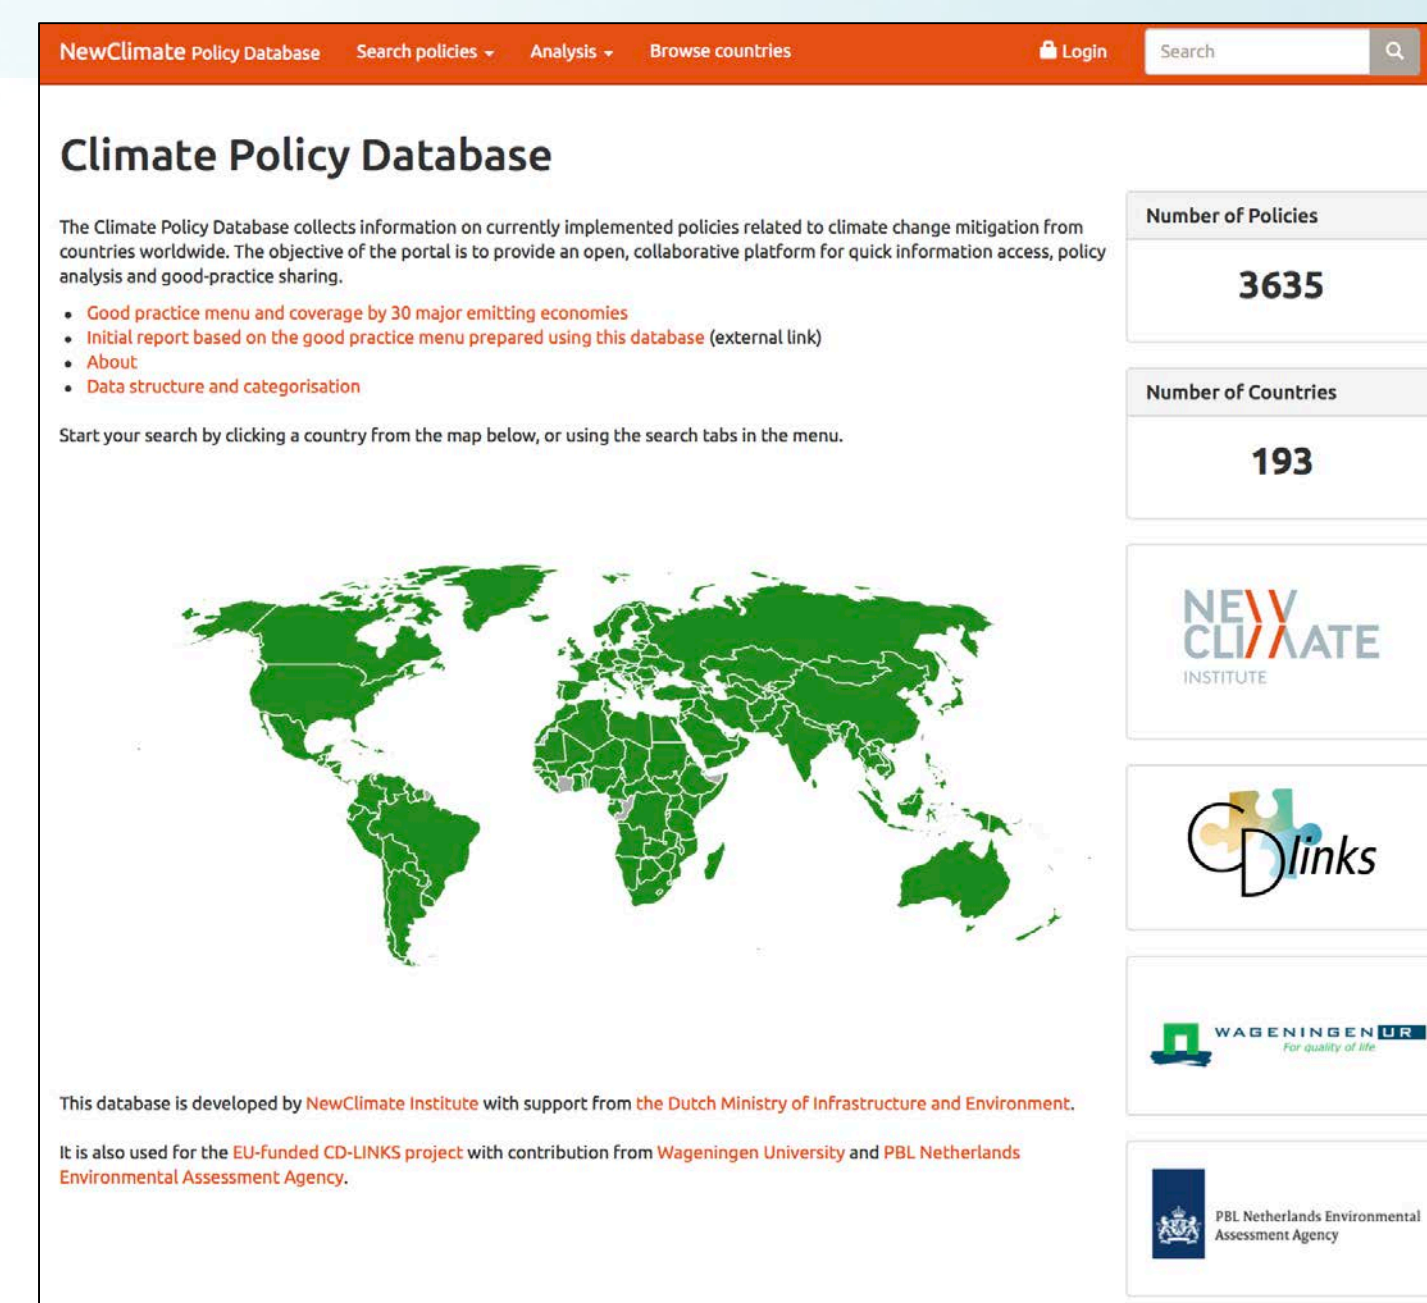 NewClimate Policy Database Search policies Analysis Browse countries Login Search
Climate Policy Database
The Climate Policy Database collects information on currently implemented policies related to climate change mitigation from
countries worldwide. The objective of the portal is to provide an open, collaborative platform for quick information access, policy
analysis and good-practice sharing.
• Good practice menu and coverage by 30 major emitting economies
• Initial report based on the good practice menu prepared using this database (external link)
• About
• Data structure and categorisation
Start your search by clicking a country from the map below, or using the search tabs in the menu.
This database is developed by NewClimate Institute with support from the Dutch Ministry of Infrastructure and Environment.
It is also used for the EU-funded CD-LINKS project with contribution from Wageningen University and PBL Netherlands
Environmental Assessment Agency.
Number of Policies
3635
Number of Countries
193
NEW
CLIMATE
INSTITUTE
CDlinks
WAGENINGEN UR
For quality of life
PBL Netherlands Environmental
Assessment Agency